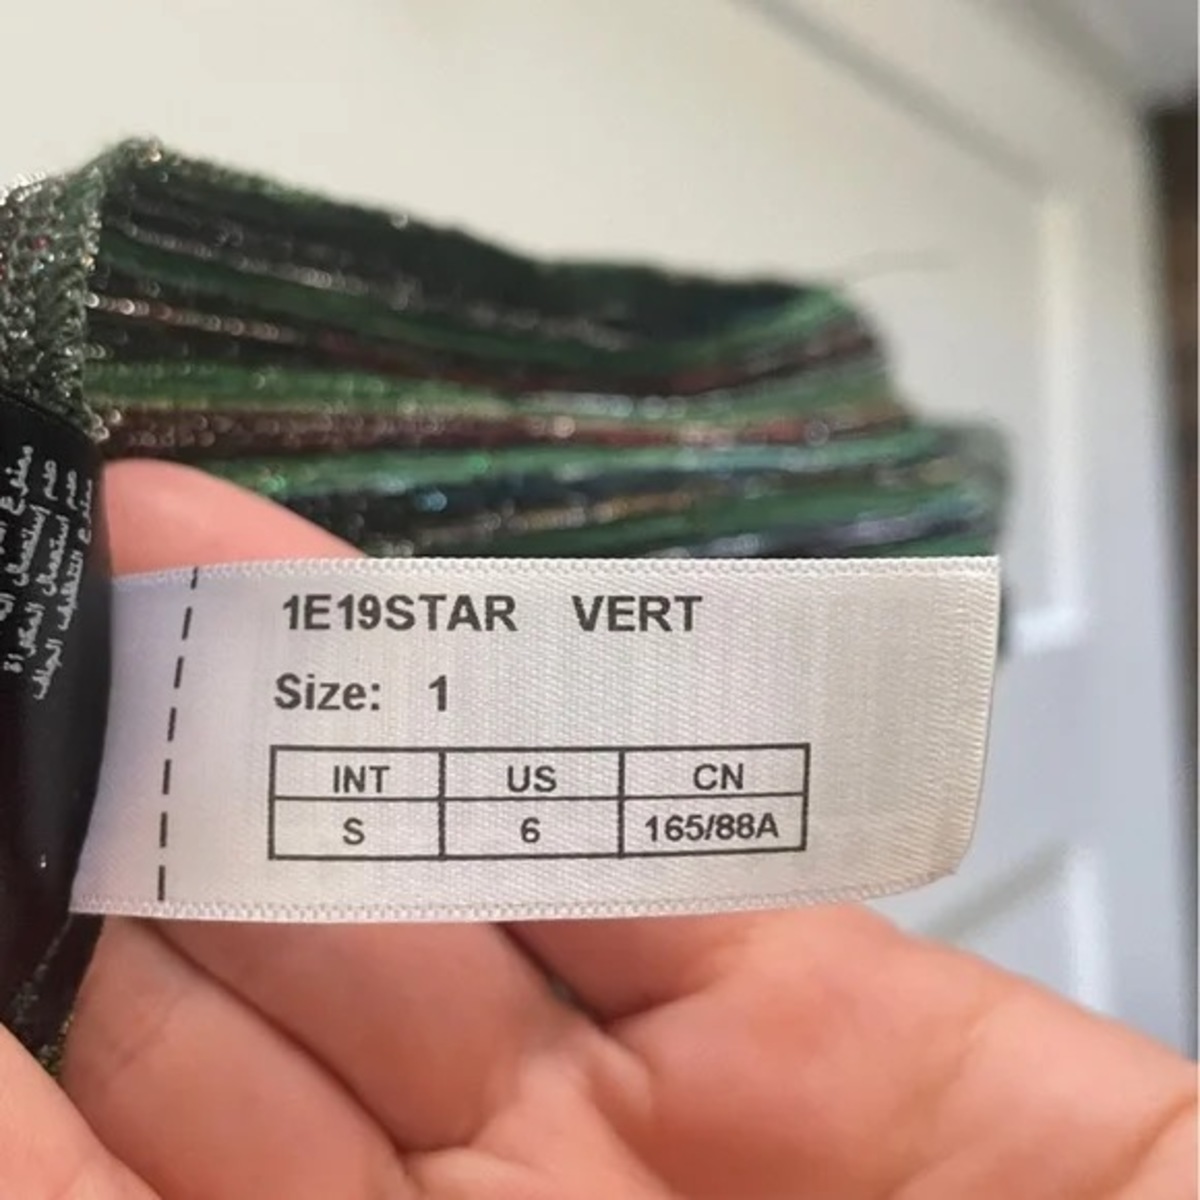 1E19STAR VERT
Size: 1
INT US CN
S 6 165/88A